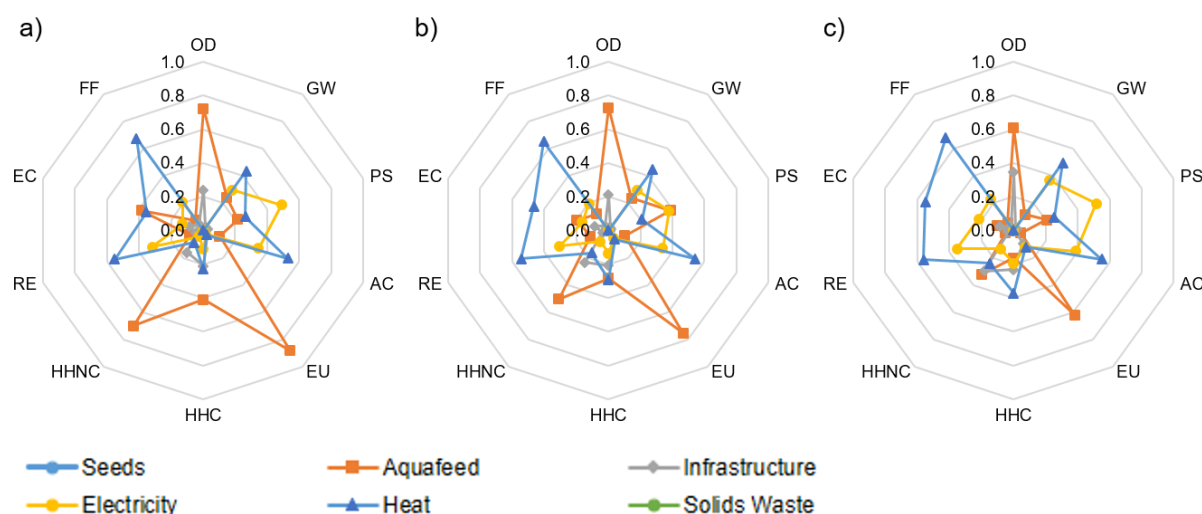 a)
OD
1.0
0.8
0.6
0.4
0.2
0.0
GW
PS
AC
EU
HHC
HHNC
RE
EC
FF
b)
OD
1.0
0.8
0.6
0.4
0.2
0.0
GW
PS
AC
EU
HHC
HHNC
RE
EC
FF
c)
OD
1.0
0.8
0.6
0.4
0.2
0.0
GW
PS
AC
EU
HHC
HHNC
RE
EC
FF
Seeds
Aquafeed
Infrastructure
Electricity
Heat
Solids Waste